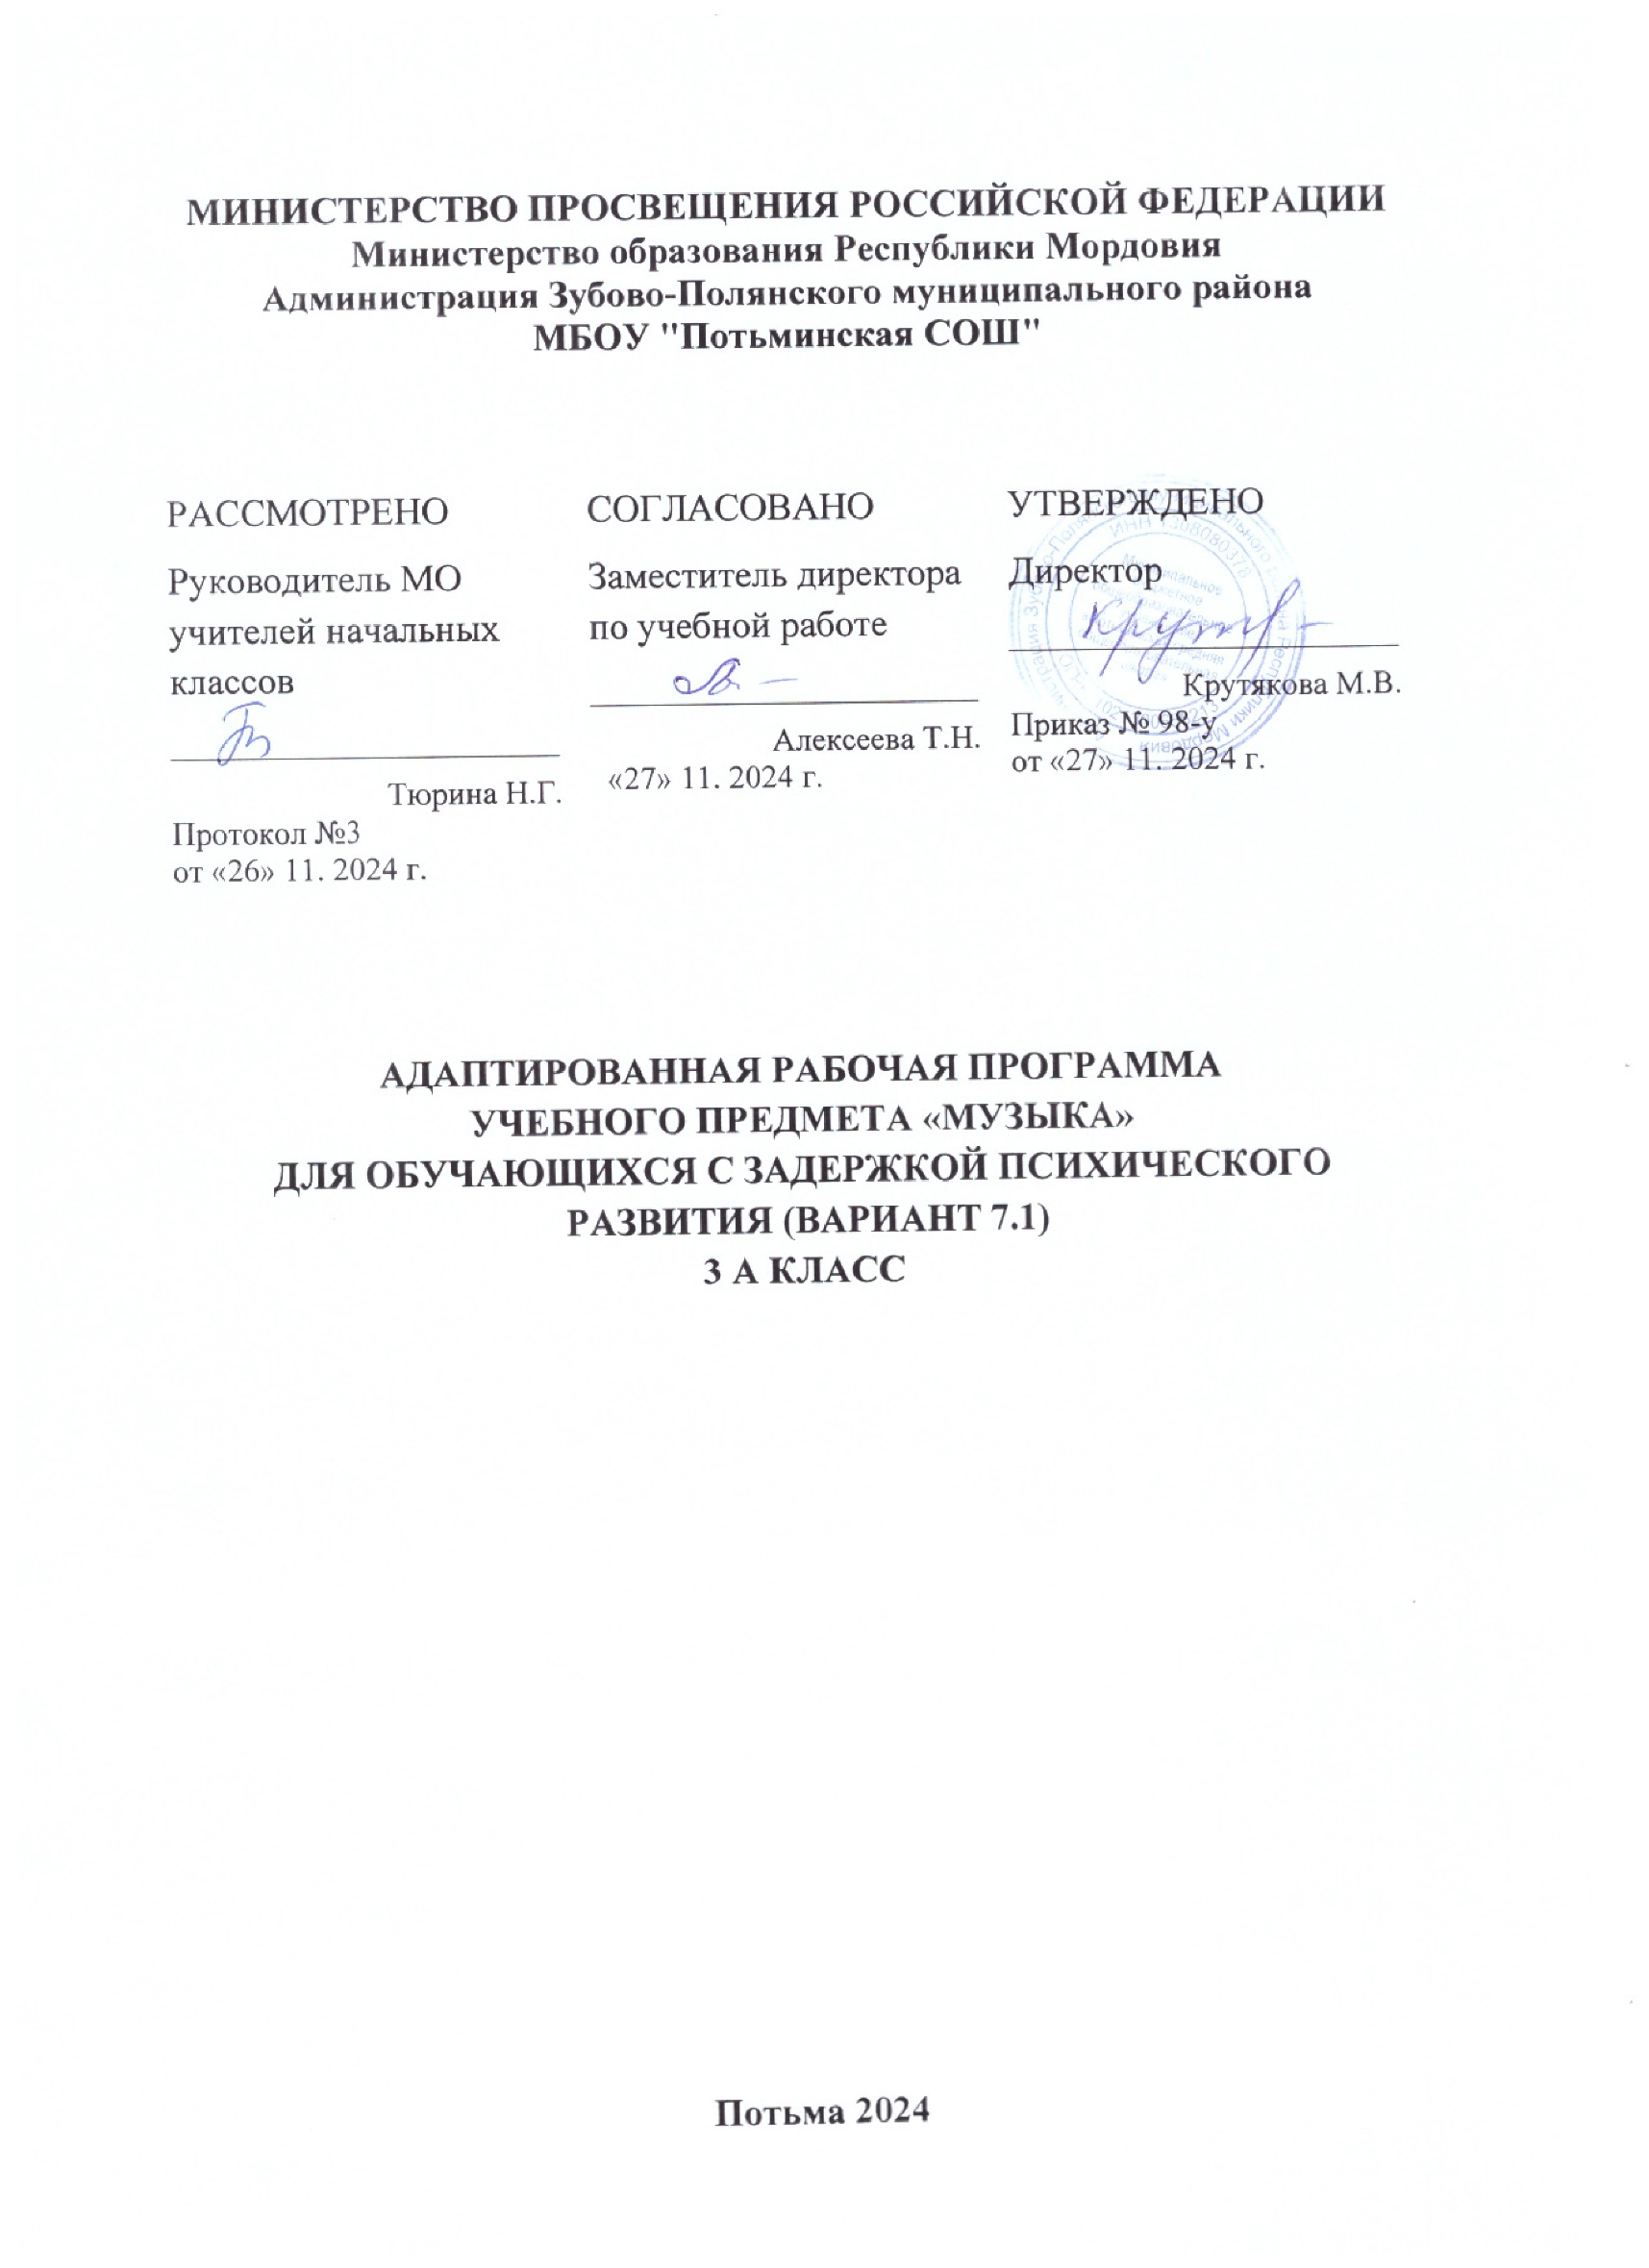 МИНИСТЕРСТВО ПРОСВЕЩЕНИЯ РОССИЙСКОЙ ФЕДЕРАЦИИ
Министерство образования Республики Мордовия
Администрация Зубово-Полянского муниципального района
МБОУ "Потьминская СОШ"
РАССМОТРЕНО
Руководитель МО
учителей начальных
классов
Тюрина Н.Г.
Протокол №3
от «26» 11. 2024 г.
СОГЛАСОВАНО
Заместитель директора
по учебной работе
Алексеева Т.Н.
«27» 11. 2024 г.
УТВЕРЖДЕНО
Директор
Крутякова М.В.
Приказ № 98-у
от «27» 11. 2024 г.
ИНН 1308080378
АДАПТИРОВАННАЯ РАБОЧАЯ ПРОГРАММА
УЧЕБНОГО ПРЕДМЕТА «МУЗЫКА»
ДЛЯ ОБУЧАЮЩИХСЯ С ЗАДЕРЖКОЙ ПСИХИЧЕСКОГО
РАЗВИТИЯ (ВАРИАНТ 7.1)
3 А КЛАСС
Потьма 2024